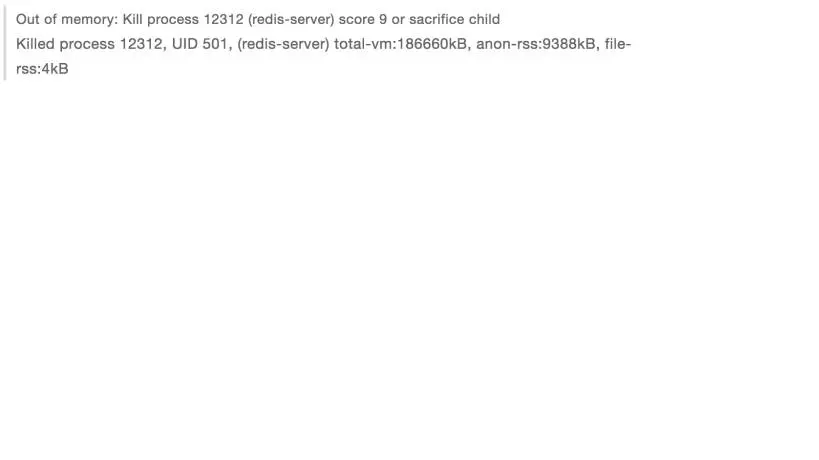 Out of memory: Kill process 12312 (redis-server) score 9 or sacrifice child
Killed process 12312, UID 501, (redis-server) total-vm:186660kB, anon-rss:9388kB, file-
rss:4kB